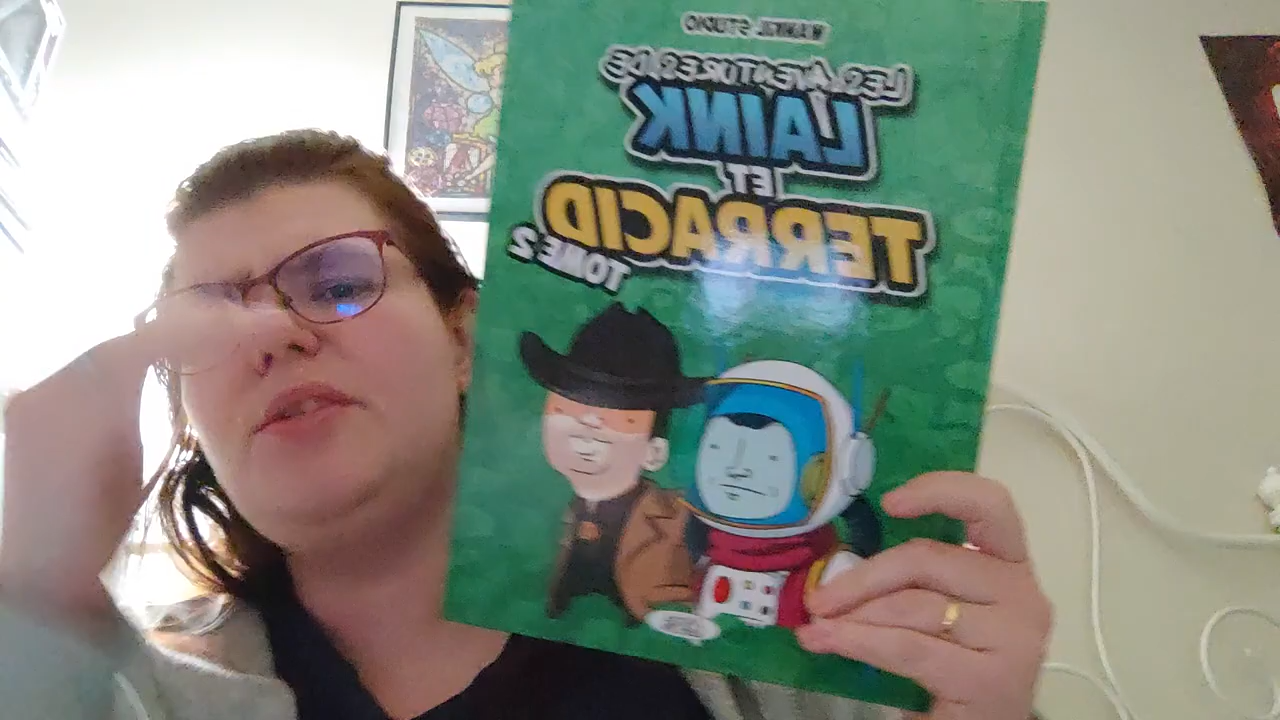 WANKIL STUDIO
LES AVENTURES DE
LAINK
ET
TERRACID
TOME 2